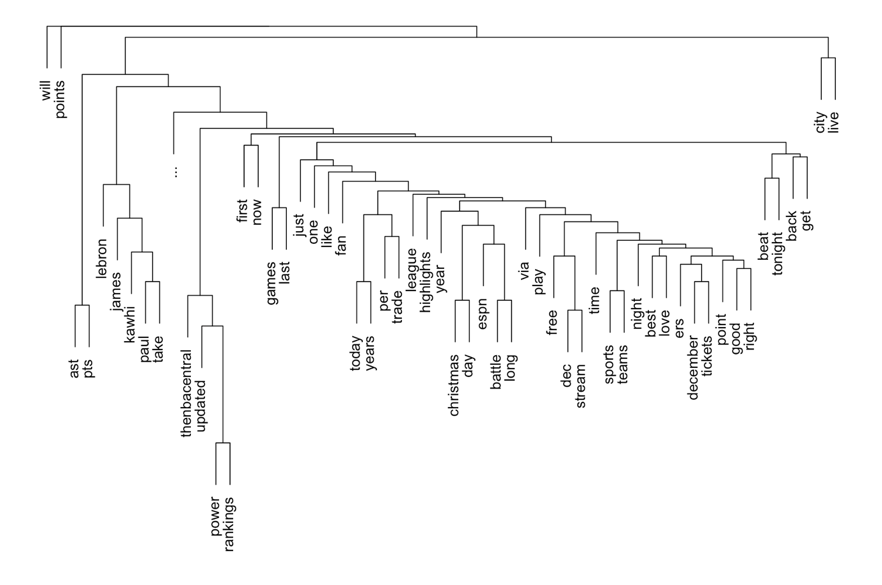 will
points
ast
pts
lebron
james
kawhi
paul
take
...
thenbacentral
updated
power
rankings
first
now
games
last
just
one
like
fan
today
years
per
trade
league
highlights
year
christmas
day
espn
battle
long
via
play
free
dec
stream
time
sports
teams
night
best
love
ers
december
tickets
point
good
right
beat
tonight
back
get
city
live